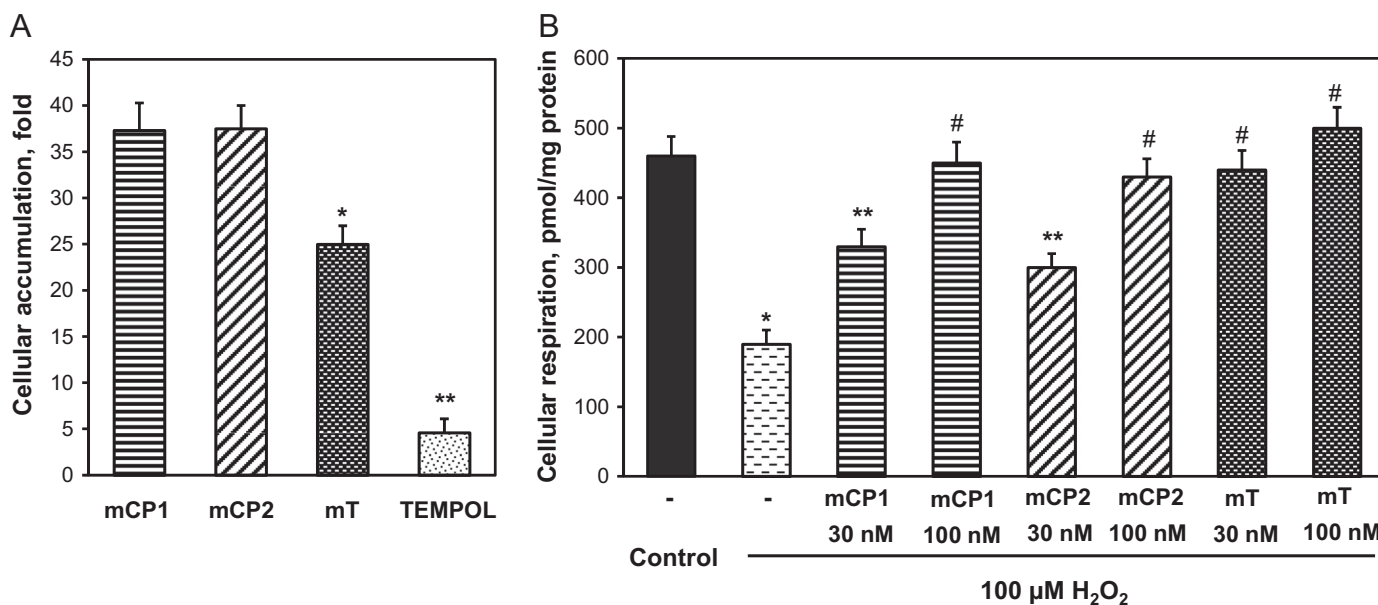 A
Cellular accumulation, fold
45
40
35
30
25
20
15
10
5
0
*
**
mCP1 mCP2 mT TEMPOL
B
Cellular respiration, pmol/mg protein
600
500
400
300
200
100
0
*
**
#
**
#
#
#
- - mCP1 mCP1 mCP2 mCP2 mT mT
30 nM 100 nM 30 nM 100 nM 30 nM 100 nM
Control
100 µM H₂O₂